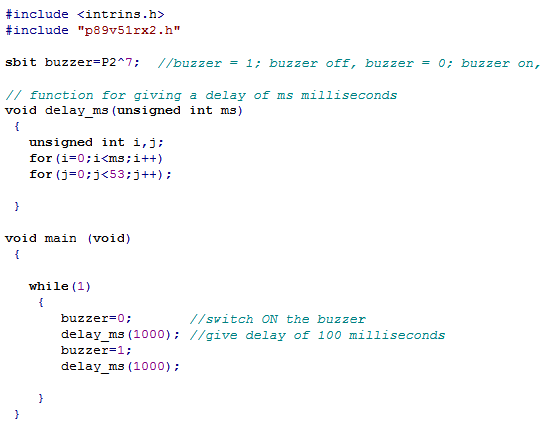 #include <intrins.h>
#include "p89v51rx2.h"
sbit buzzer=P2^7;  //buzzer = 1; buzzer off, buzzer = 0; buzzer on,
// function for giving a delay of ms milliseconds
void delay_ms(unsigned int ms)
{
unsigned int i,j;
for(i=0;i<ms;i++)
for(j=0;j<53;j++);
}
void main (void)
{
while(1)
{
buzzer=0;       //switch ON the buzzer
delay_ms(1000); //give delay of 100 milliseconds
buzzer=1;
delay_ms(1000);
}
}